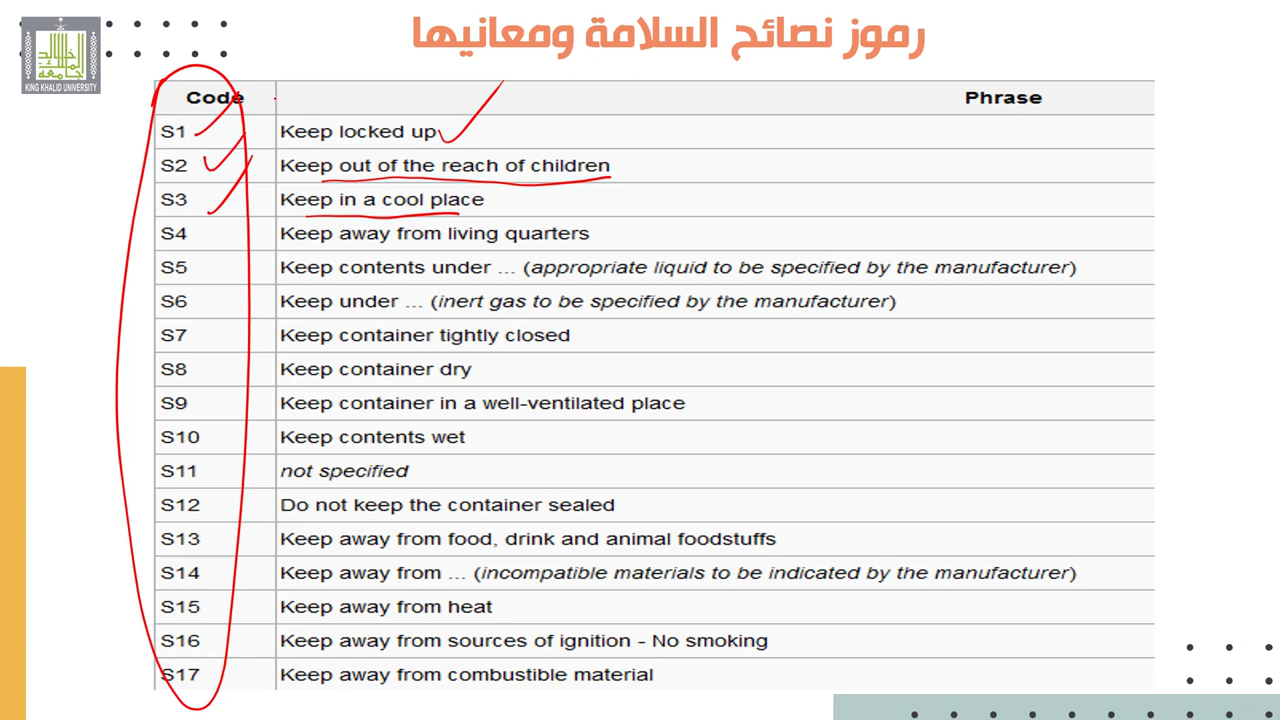 رموز نصائح السلامة ومعانيها
جامعة الملك خالد
KING KHALID UNIVERSITY
Code Phrase
S1 Keep locked up
S2 Keep out of the reach of children
S3 Keep in a cool place
S4 Keep away from living quarters
S5 Keep contents under ... (appropriate liquid to be specified by the manufacturer)
S6 Keep under ... (inert gas to be specified by the manufacturer)
S7 Keep container tightly closed
S8 Keep container dry
S9 Keep container in a well-ventilated place
S10 Keep contents wet
S11 not specified
S12 Do not keep the container sealed
S13 Keep away from food, drink and animal foodstuffs
S14 Keep away from ... (incompatible materials to be indicated by the manufacturer)
S15 Keep away from heat
S16 Keep away from sources of ignition - No smoking
S17 Keep away from combustible material